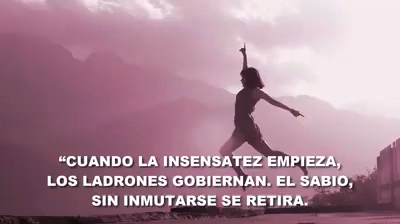 “CUANDO LA INSENSATEZ EMPIEZA,
LOS LADRONES GOBIERNAN. EL SABIO,
SIN INMUTARSE SE RETIRA.